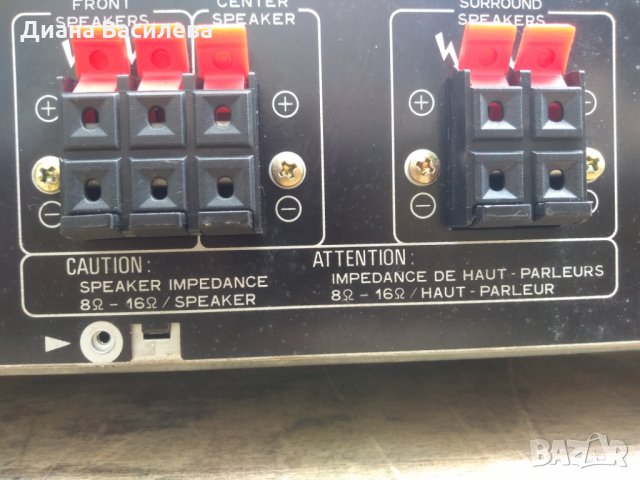 FRONT
SPEAKERS
CENTER
SPEAKER
SURROUND
SPEAKERS
Диана Василева
CAUTION:
SPEAKER IMPEDANCE
8Ω - 16Ω / SPEAKER
ATTENTION:
IMPEDANCE DE HAUT-PARLEURS
8Ω - 16Ω / HAUT-PARLEUR
bazar